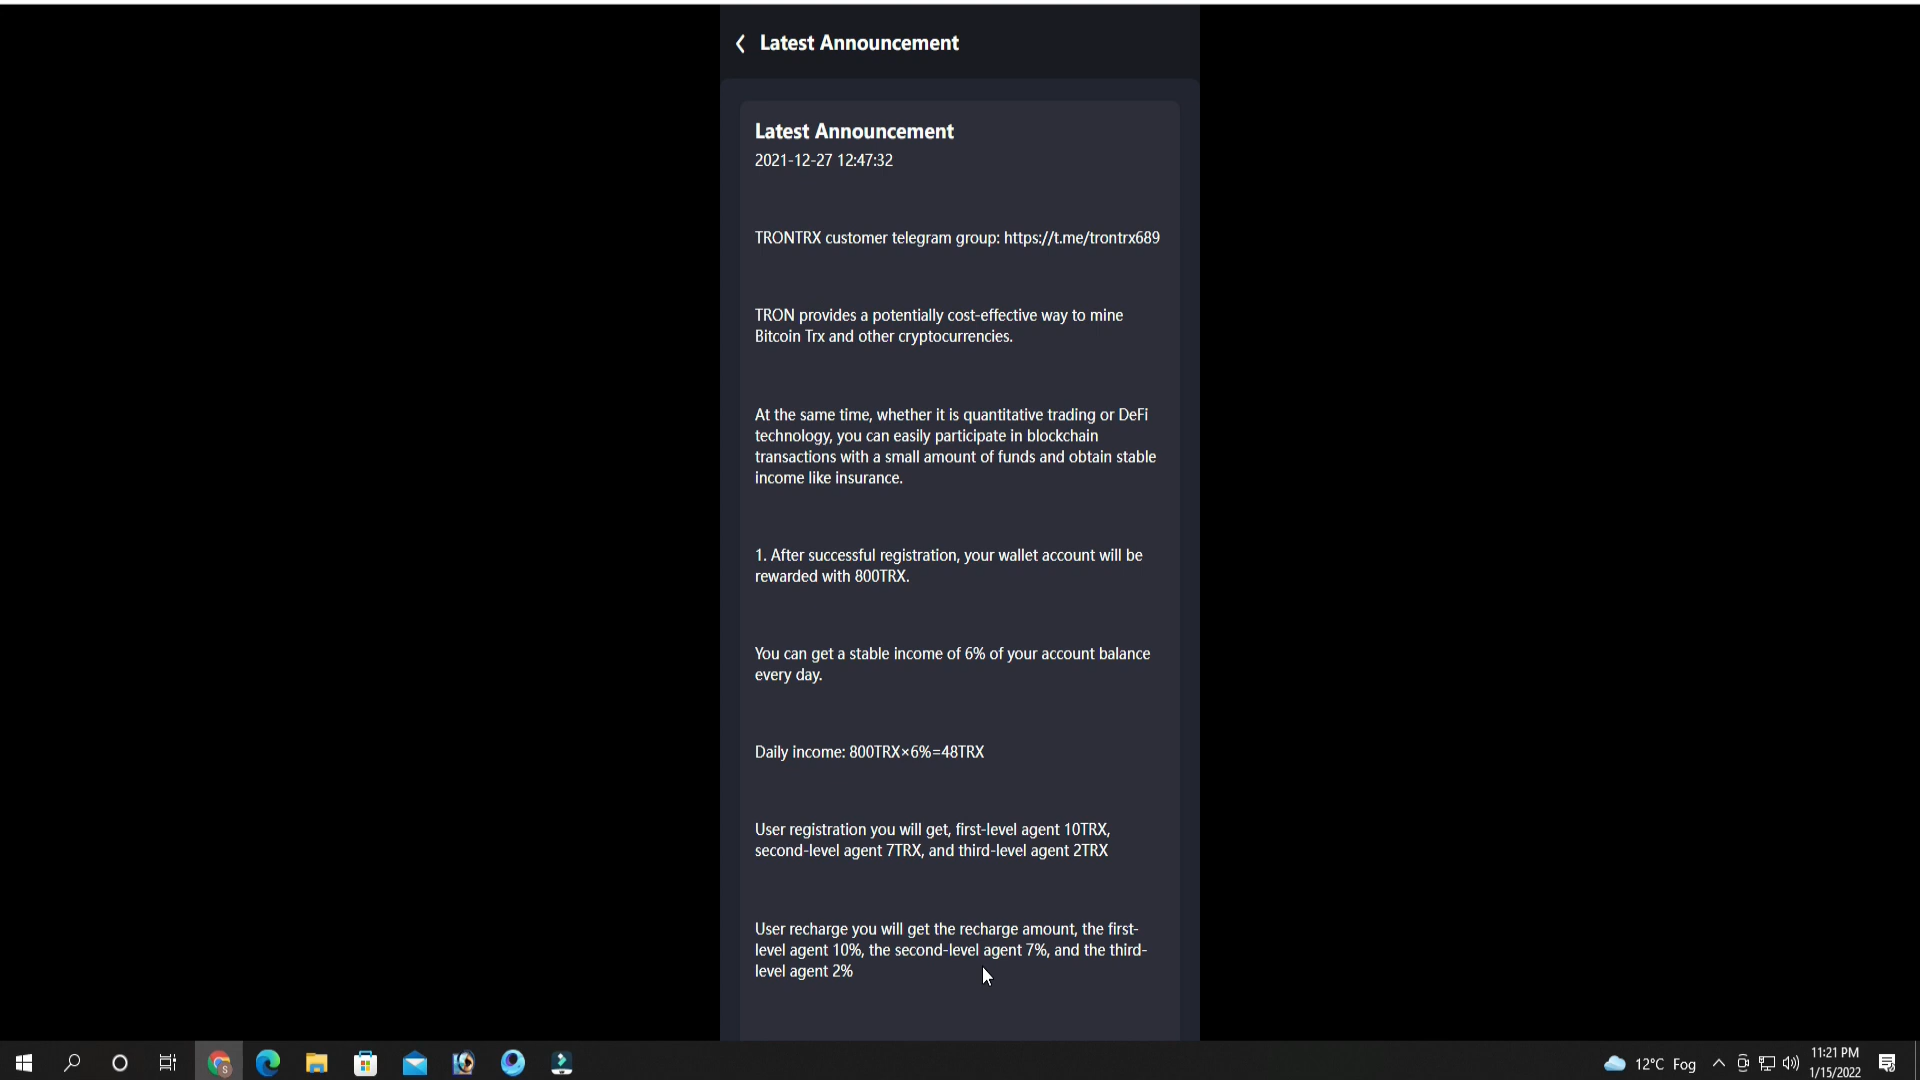 Latest Announcement
Latest Announcement
2021-12-27 12:47:32
TRONTRX customer telegram group: https://t.me/trontrx689
TRON provides a potentially cost-effective way to mine
Bitcoin Trx and other cryptocurrencies.
At the same time, whether it is quantitative trading or DeFi
technology, you can easily participate in blockchain
transactions with a small amount of funds and obtain stable
income like insurance.
1. After successful registration, your wallet account will be
rewarded with 800TRX.
You can get a stable income of 6% of your account balance
every day.
Daily income: 800TRX×6%=48TRX
User registration you will get, first-level agent 10TRX,
second-level agent 7TRX, and third-level agent 2TRX
User recharge you will get the recharge amount, the first-
level agent 10%, the second-level agent 7%, and the third-
level agent 2%
12°C Fog
11:21 PM
1/15/2022